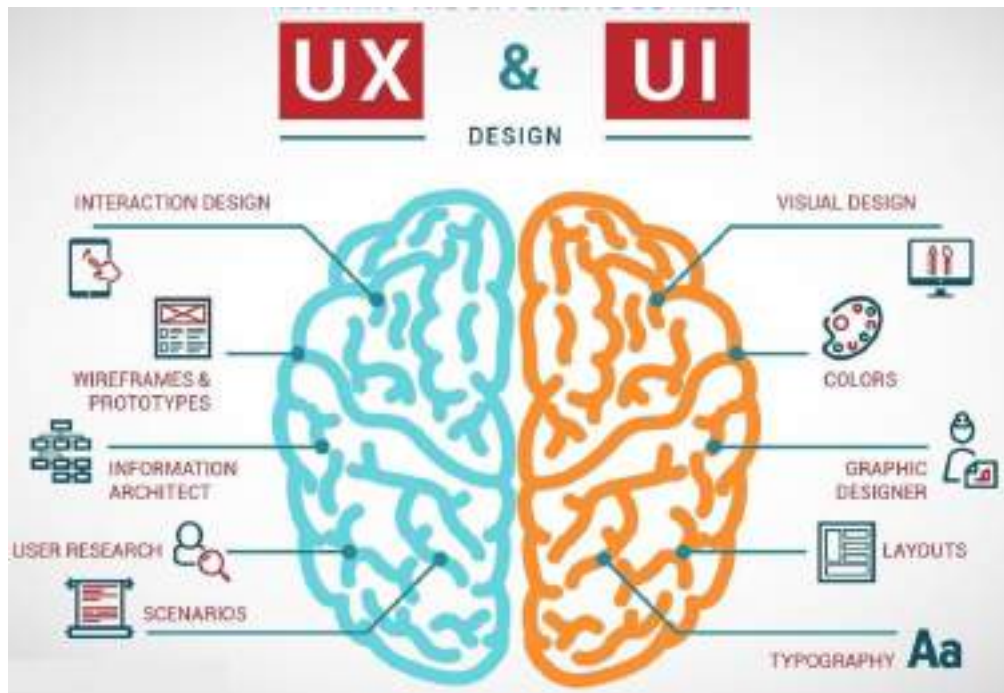 UX & UI
DESIGN
INTERACTION DESIGN
VISUAL DESIGN
WIREFRAMES &
PROTOTYPES
COLORS
INFORMATION
ARCHITECT
GRAPHIC
DESIGNER
USER RESEARCH
LAYOUTS
SCENARIOS
TYPOGRAPHY Aa